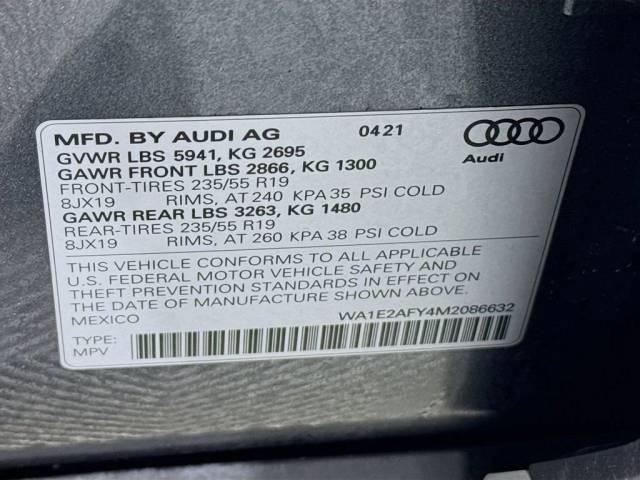 MFD. BY AUDI AG 0421
Audi
GVWR LBS 5941, KG 2695
GAWR FRONT LBS 2866, KG 1300
FRONT-TIRES 235/55 R19
8JX19 RIMS, AT 240 KPA 35 PSI COLD
GAWR REAR LBS 3263, KG 1480
REAR-TIRES 235/55 R19
8JX19 RIMS, AT 260 KPA 38 PSI COLD
THIS VEHICLE CONFORMS TO ALL APPLICABLE
U.S. FEDERAL MOTOR VEHICLE SAFETY AND
THEFT PREVENTION STANDARDS IN EFFECT ON
THE DATE OF MANUFACTURE SHOWN ABOVE.
MEXICO WA1E2AFY4M2086632
TYPE:
MPV